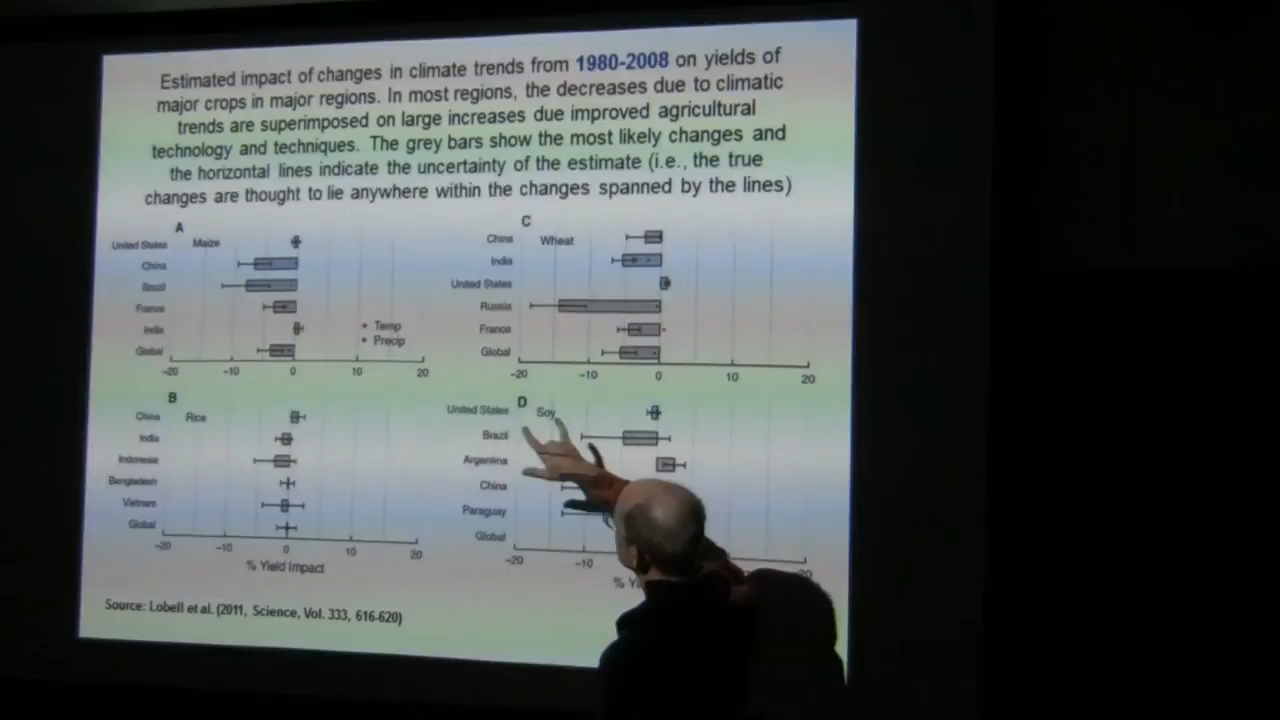 Estimated impact of changes in climate trends from 1980-2008 on yields of
major crops in major regions. In most regions, the decreases due to climatic
trends are superimposed on large increases due improved agricultural
technology and techniques. The grey bars show the most likely changes and
the horizontal lines indicate the uncertainty of the estimate (i.e., the true
changes are thought to lie anywhere within the changes spanned by the lines)
A
United States Maize
China
Brazil
France
India
Global
Temp
Precip
-20 -10 0 10 20
C
China Wheat
India
United States
Russia
France
Global
-20 -10 0 10 20
B
China Rice
India
Indonesia
Bangladesh
Vietnam
Global
-20 -10 0 10 20
% Yield Impact
D
United States Soy
Brazil
Argentina
China
Paraguay
Global
-20 -10 20
%
Source: Lobell et al. (2011, Science, Vol. 333, 616-620)